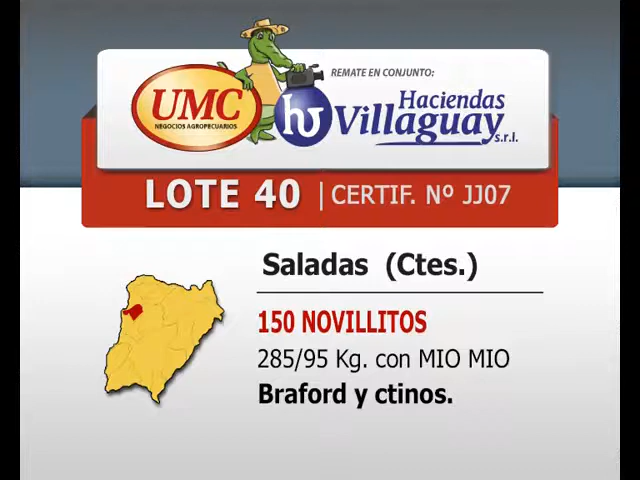 REMATE EN CONJUNTO:
UMC
NEGOCIOS AGROPECUARIOS
hv Haciendas
Villaguay s.r.l.
LOTE 40 | CERTIF. Nº JJ07
Saladas (Ctes.)
150 NOVILLITOS
285/95 Kg. con MIO MIO
Braford y ctinos.